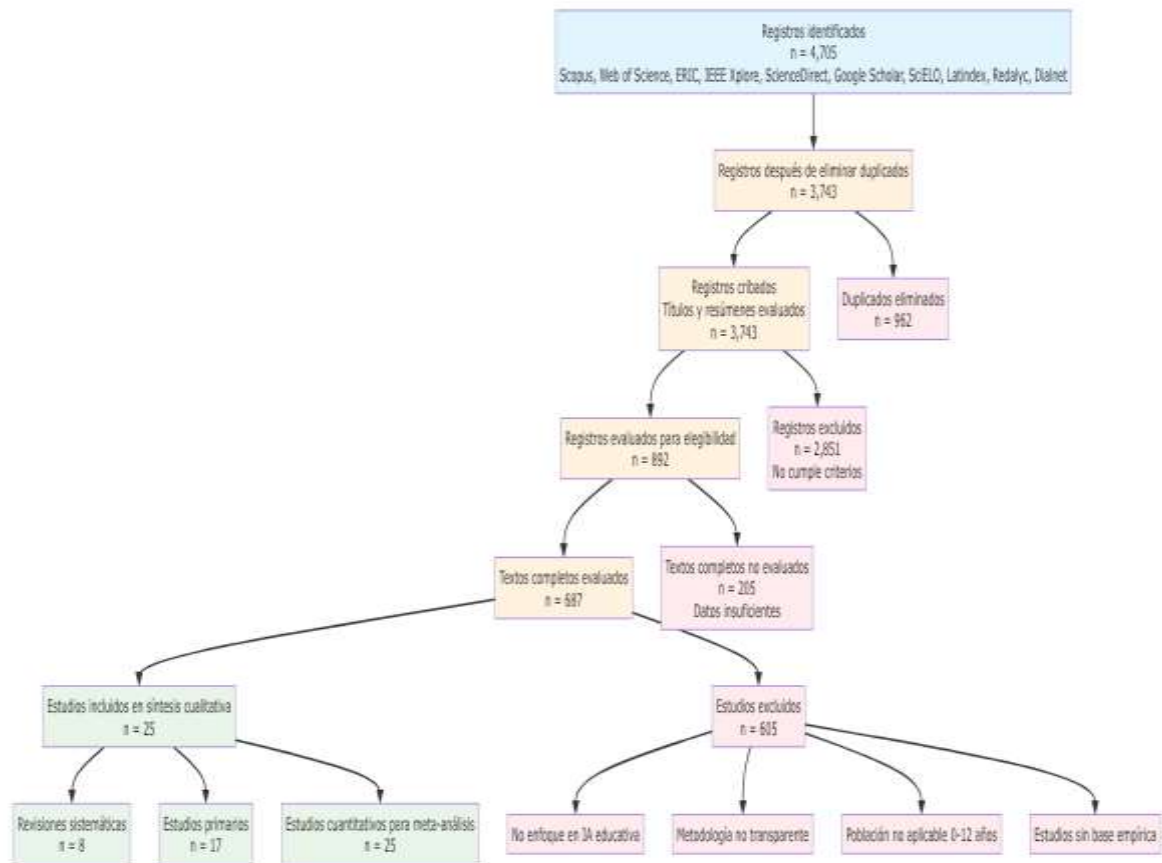 Registros identificados
n = 4,705
Scopus, Web of Science, ERIC, IEEE Xplore, ScienceDirect, Google Scholar, SciELO, Latindex, Redalyc, Dialnet
Registros después de eliminar duplicados
n = 3,743
Registros cribados
Títulos y resúmenes evaluados
n = 3,743
Duplicados eliminados
n = 962
Registros evaluados para elegibilidad
n = 892
Registros excluidos
n = 2,851
No cumple criterios
Textos completos evaluados
n = 687
Textos completos no evaluados
n = 205
Datos insuficientes
Estudios incluidos en síntesis cualitativa
n = 25
Estudios excluidos
n = 605
Revisiones sistemáticas
n = 8
Estudios primarios
n = 17
Estudios cuantitativos para meta-análisis
n = 25
No enfoque en IA educativa
Metodología no transparente
Población no aplicable 0-12 años
Estudios sin base empírica